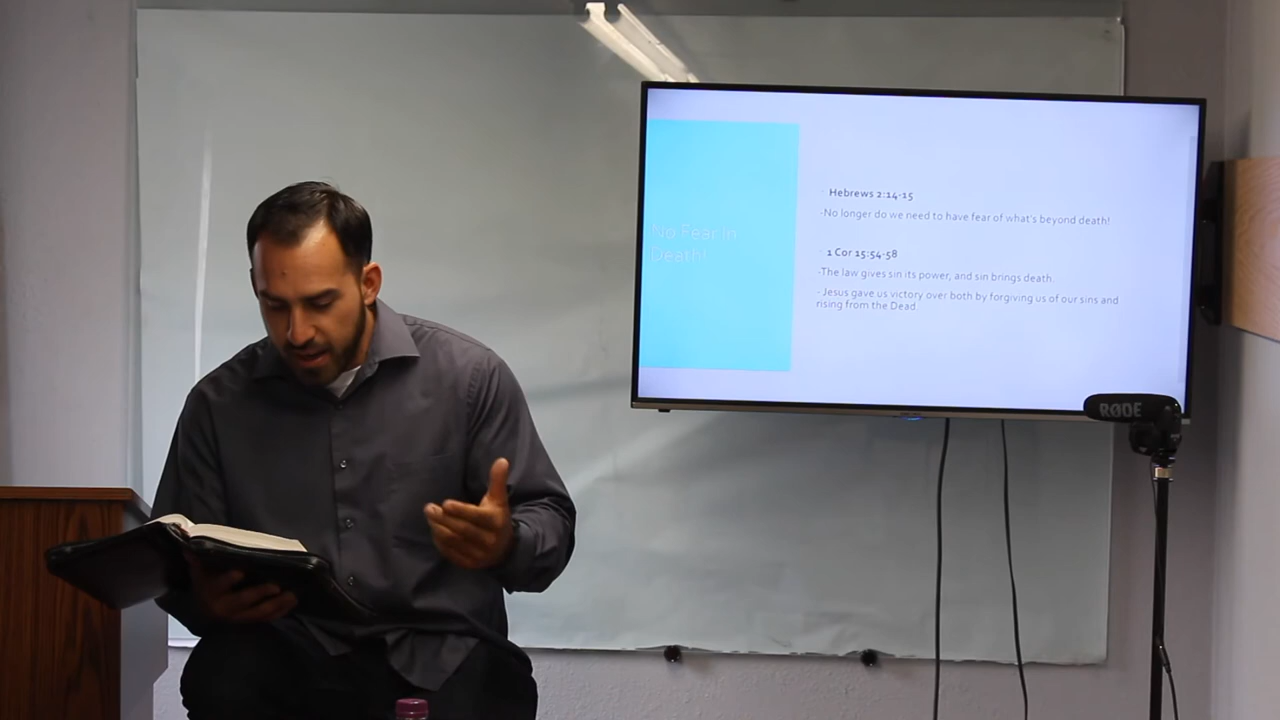 No Fear in
Death!
· Hebrews 2:14-15
-No longer do we need to have fear of what's beyond death!
· 1 Cor 15:54-58
-The law gives sin its power, and sin brings death.
- Jesus gave us victory over both by forgiving us of our sins and
rising from the Dead.
RØDE